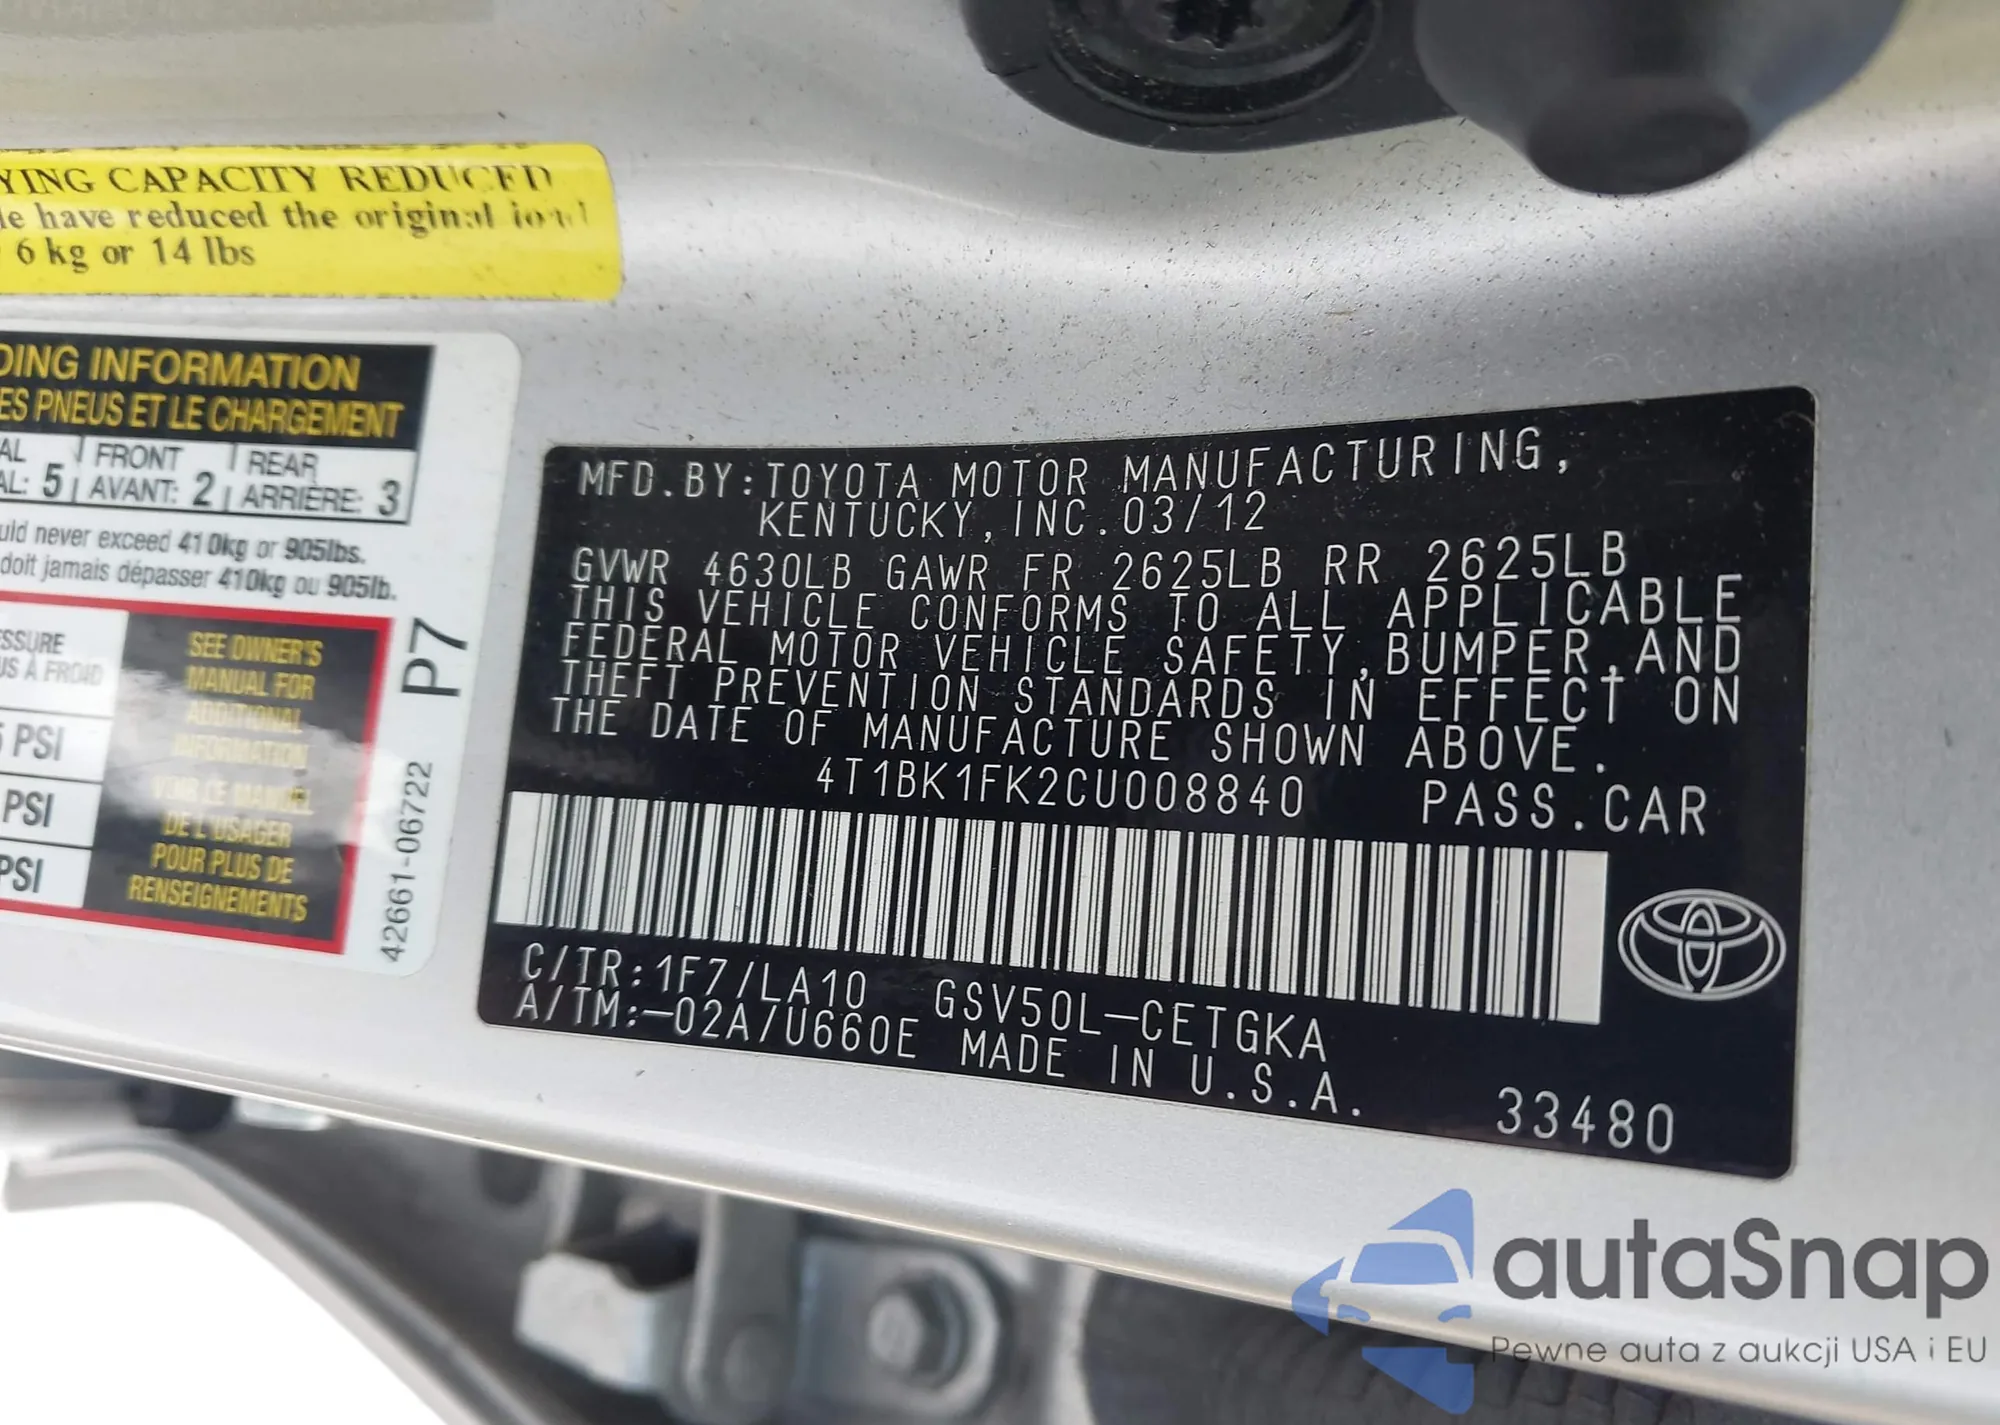 YING CAPACITY REDUCED
le have reduced the original load
6 kg or 14 lbs
DING INFORMATION
ES PNEUS ET LE CHARGEMENT
AL FRONT REAR
AL: 5 AVANT: 2 ARRIÈRE: 3
uld never exceed 410kg or 905lbs.
doit jamais dépasser 410kg ou 905lb.
SSURE
US À FROID
5 PSI
PSI
PSI
SEE OWNER'S
MANUAL FOR
ADDITIONAL
INFORMATION
VOIR LE MANUEL
DE L'USAGER
POUR PLUS DE
RENSEIGNEMENTS
42661-06722 P7
MFD.BY:TOYOTA MOTOR MANUFACTURING,
KENTUCKY,INC.03/12
GVWR 4630LB GAWR FR 2625LB RR 2625LB
THIS VEHICLE CONFORMS TO ALL APPLICABLE
FEDERAL MOTOR VEHICLE SAFETY,BUMPER,AND
THEFT PREVENTION STANDARDS IN EFFECT ON
THE DATE OF MANUFACTURE SHOWN ABOVE.
4T1BK1FK2CU008840 PASS.CAR
C/TR:1F7/LA10 GSV50L-CETGKA
A/TM:-02A/U660E MADE IN U.S.A.
33480
autaSnap
Pewne auta z aukcji USA i EU